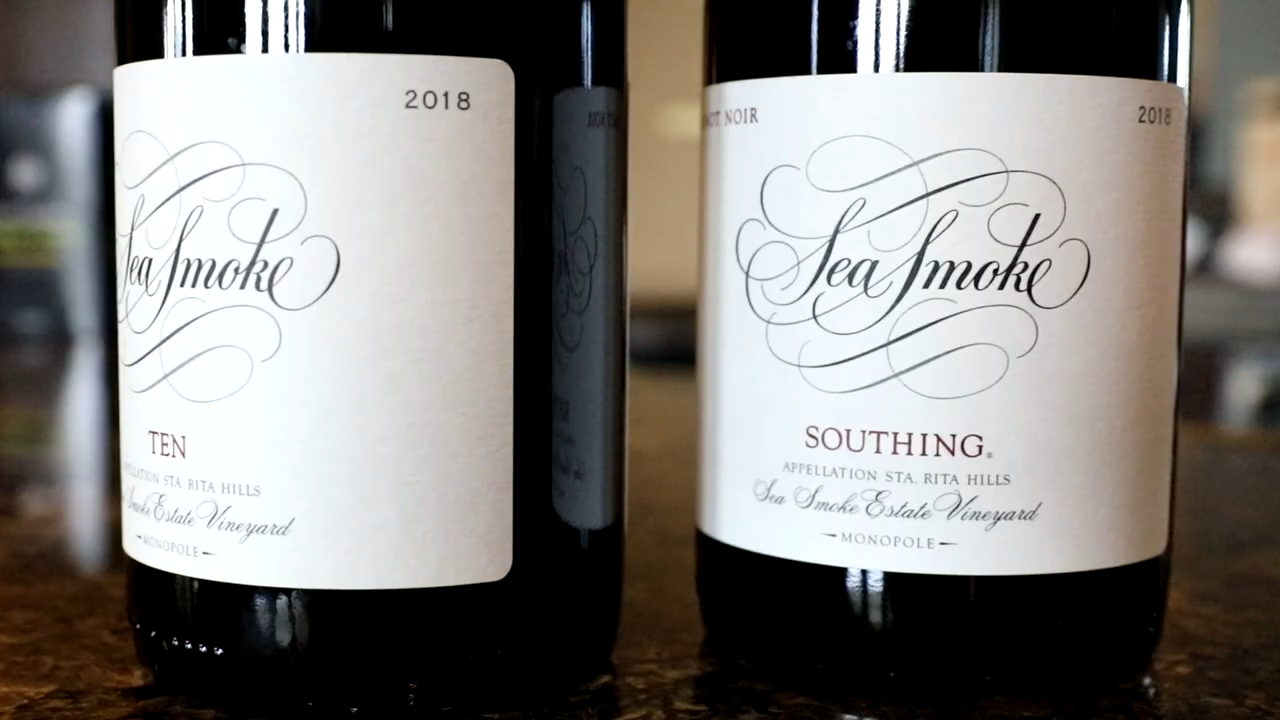 2018
Sea Smoke
TEN
STA. RITA HILLS
Smoke Estate Vineyard
MONOPOLE
NOIR
2018
Sea Smoke
SOUTHING®
APPELLATION STA. RITA HILLS
Sea Smoke Estate Vineyard
MONOPOLE